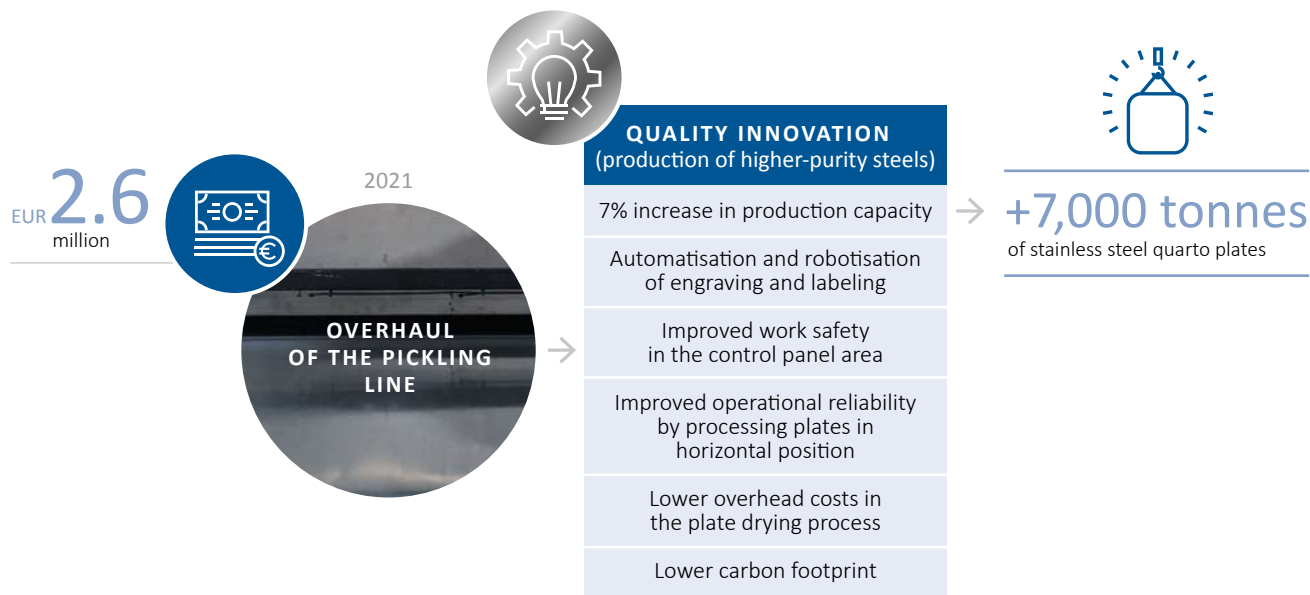 EUR 2.6
million
2021
OVERHAUL
OF THE PICKLING
LINE
QUALITY INNOVATION
(production of higher-purity steels)
7% increase in production capacity
Automatisation and robotisation
of engraving and labeling
Improved work safety
in the control panel area
Improved operational reliability
by processing plates in
horizontal position
Lower overhead costs in
the plate drying process
Lower carbon footprint
+7,000 tonnes
of stainless steel quarto plates